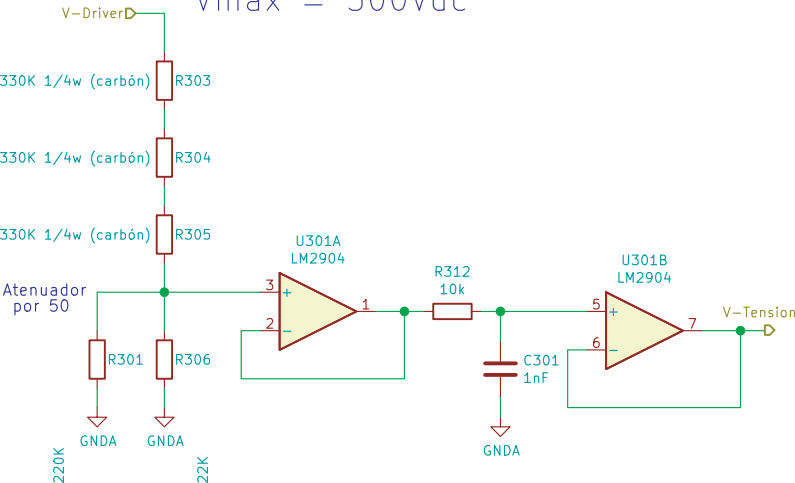 Vmax = 500Vdc
V-Driver
330K 1/4w (carbón) R303
330K 1/4w (carbón) R304
330K 1/4w (carbón) R305
Atenuador
por 50
U301A
LM2904
3
+
2
−
1
R312
10k
U301B
LM2904
5
+
6
−
7
V-Tension
R301
R306
C301
1nF
GNDA
GNDA
GNDA
220K
22K